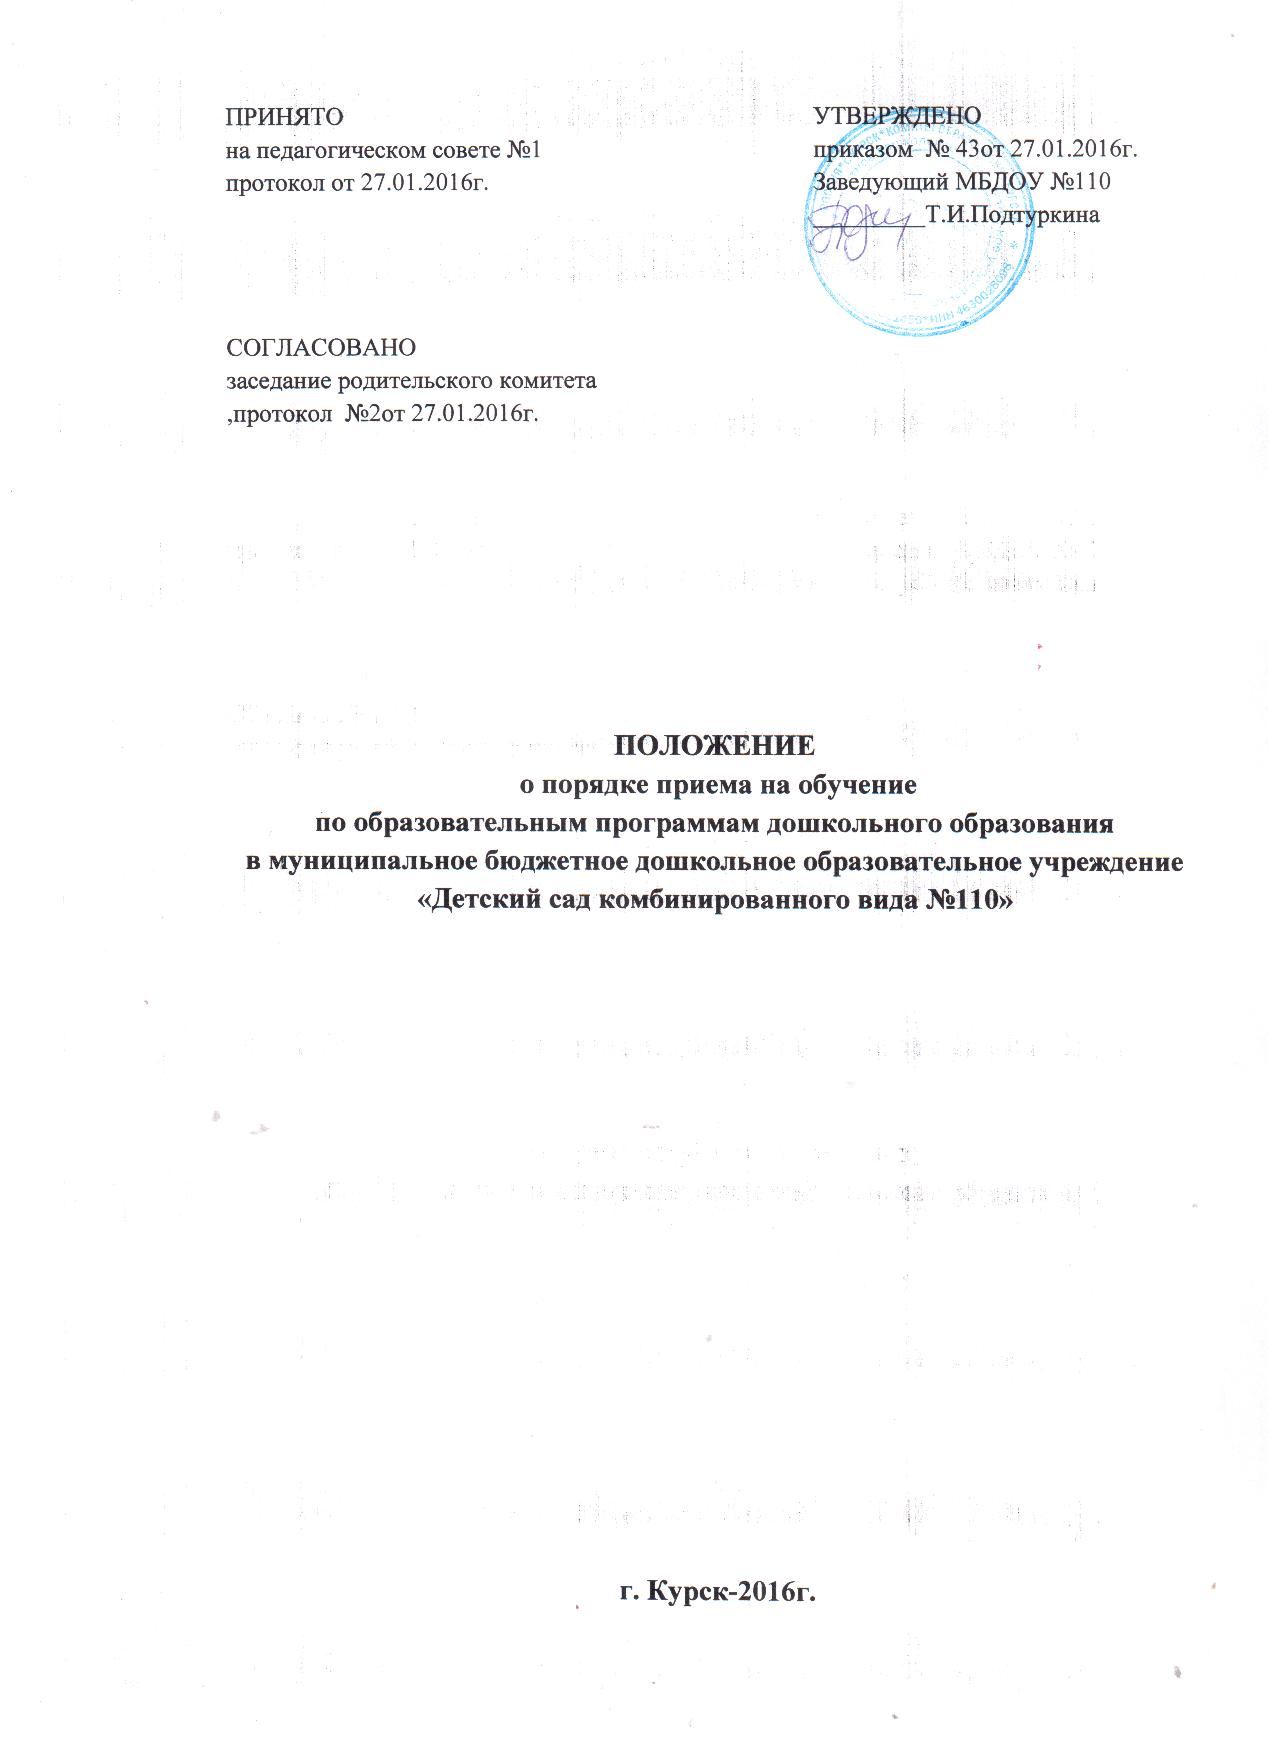 ПРИНЯТО
на педагогическом совете №1
протокол от 27.01.2016г.
УТВЕРЖДЕНО
приказом № 43от 27.01.2016г.
Заведующий МБДОУ №110
_________Т.И.Подтуркина
СОГЛАСОВАНО
заседание родительского комитета
,протокол №2от 27.01.2016г.
ПОЛОЖЕНИЕ
о порядке приема на обучение
по образовательным программам дошкольного образования
в муниципальное бюджетное дошкольное образовательное учреждение
«Детский сад комбинированного вида №110»
г. Курск-2016г.